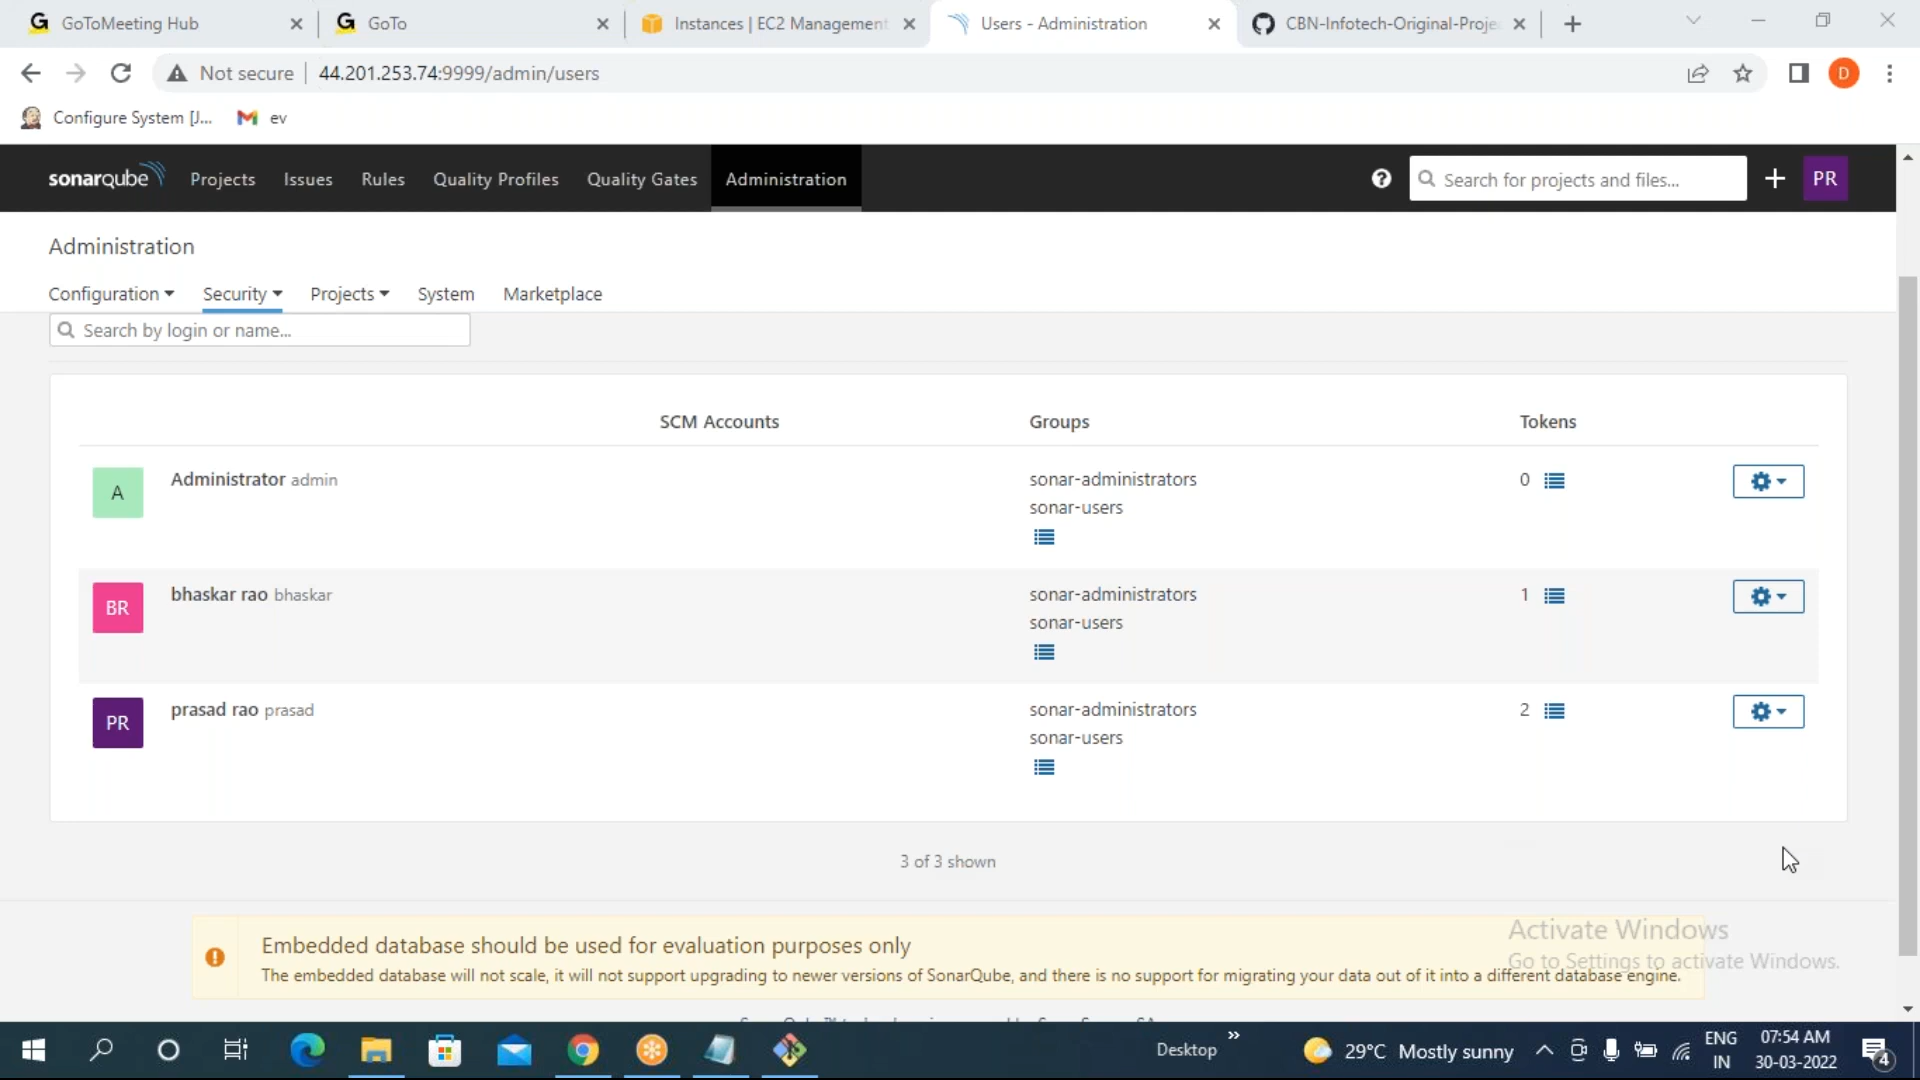 GoToMeeting Hub
GoTo
Instances | EC2 Management
Users - Administration
CBN-Infotech-Original-Proje
Not secure
44.201.253.74:9999/admin/users
D
Configure System [J...
ev
sonarqube
Projects
Issues
Rules
Quality Profiles
Quality Gates
Administration
Search for projects and files...
PR
Administration
Configuration
Security
Projects
System
Marketplace
Search by login or name...
SCM Accounts
Groups
Tokens
A
Administrator admin
sonar-administrators
sonar-users
0
BR
bhaskar rao bhaskar
sonar-administrators
sonar-users
1
PR
prasad rao prasad
sonar-administrators
sonar-users
2
3 of 3 shown
Embedded database should be used for evaluation purposes only
The embedded database will not scale, it will not support upgrading to newer versions of SonarQube, and there is no support for migrating your data out of it into a different database engine.
Activate Windows
Go to Settings to activate Windows.
Desktop
29°C Mostly sunny
ENG
IN
07:54 AM
30-03-2022
4